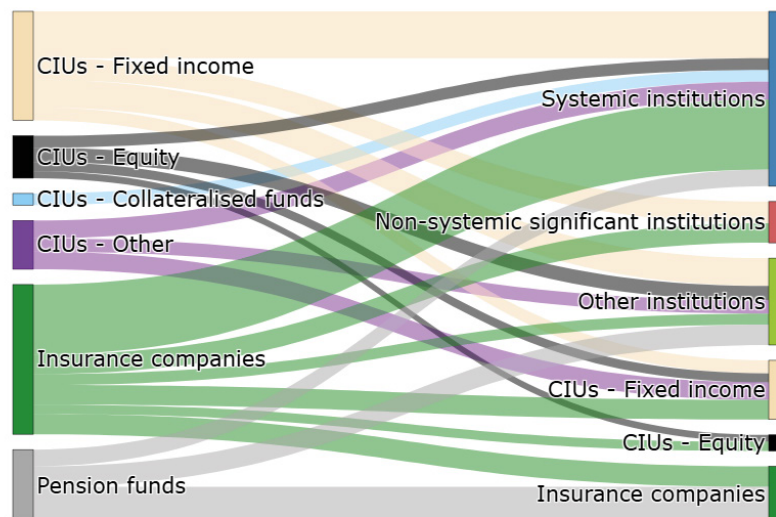 CIUs - Fixed income
CIUs - Equity
CIUs - Collateralised funds
CIUs - Other
Insurance companies
Pension funds
Systemic institutions
Non-systemic significant institutions
Other institutions
CIUs - Fixed income
CIUs - Equity
Insurance companies